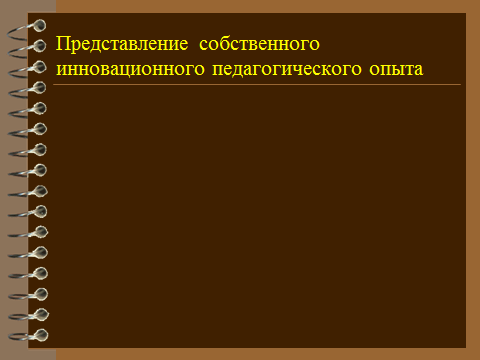 Представление собственного
инновационного педагогического опыта